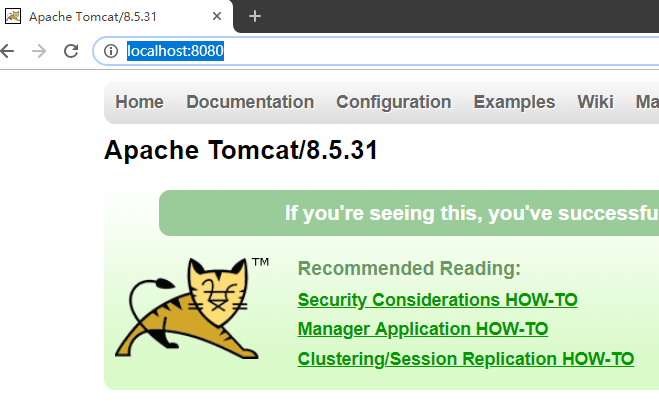 Apache Tomcat/8.5.31
localhost:8080
Home Documentation Configuration Examples Wiki Ma
Apache Tomcat/8.5.31
If you're seeing this, you've successfu
TM
Recommended Reading:
Security Considerations HOW-TO
Manager Application HOW-TO
Clustering/Session Replication HOW-TO